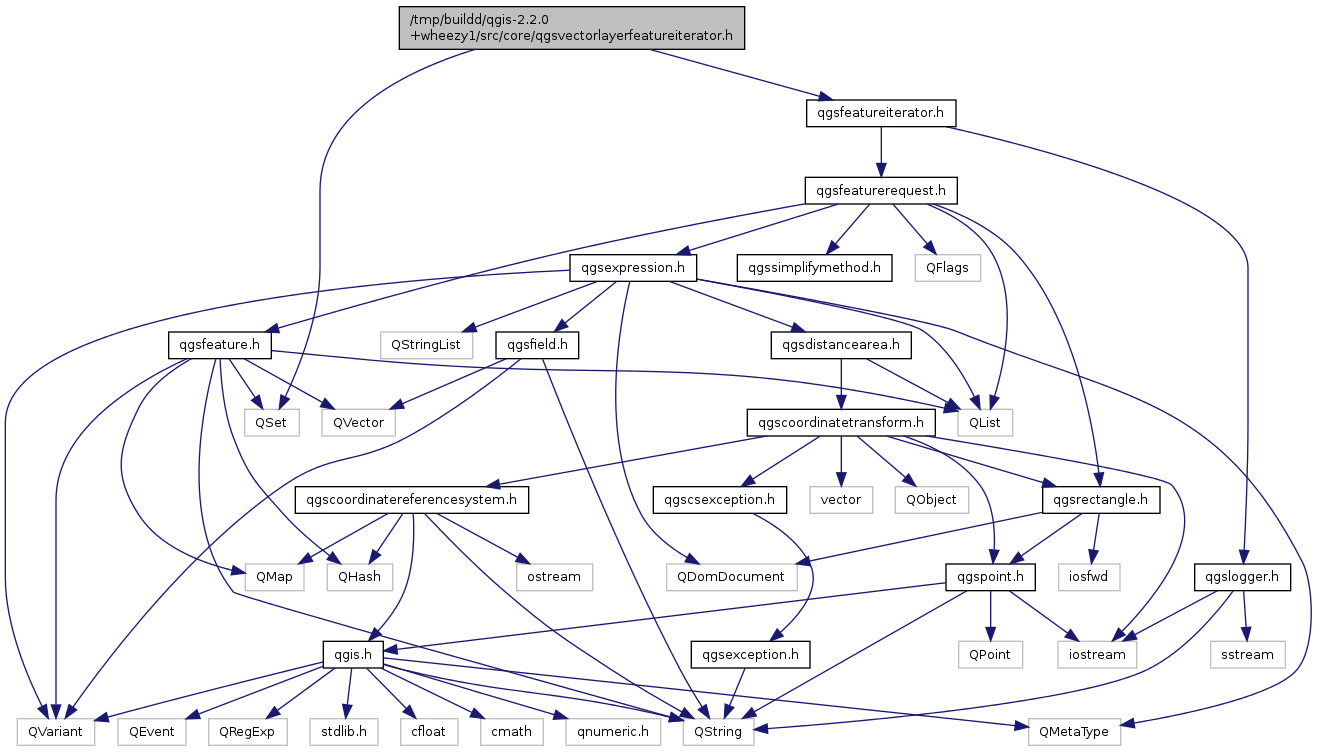 /tmp/buildd/qgis-2.2.0
+wheezy1/src/core/qgsvectorlayerfeatureiterator.h
qgsfeatureiterator.h
qgsfeaturerequest.h
qgsexpression.h
qgssimplifymethod.h
QFlags
qgsfeature.h
QStringList
qgsfield.h
qgsdistancearea.h
QSet
QVector
qgscoordinatetransform.h
QList
qgscoordinatereferencesystem.h
qgscsexception.h
vector
QObject
qgsrectangle.h
QMap
QHash
ostream
QDomDocument
qgspoint.h
iosfwd
qgslogger.h
qgis.h
qgsexception.h
QPoint
iostream
sstream
QVariant
QEvent
QRegExp
stdlib.h
cfloat
cmath
qnumeric.h
QString
QMetaType